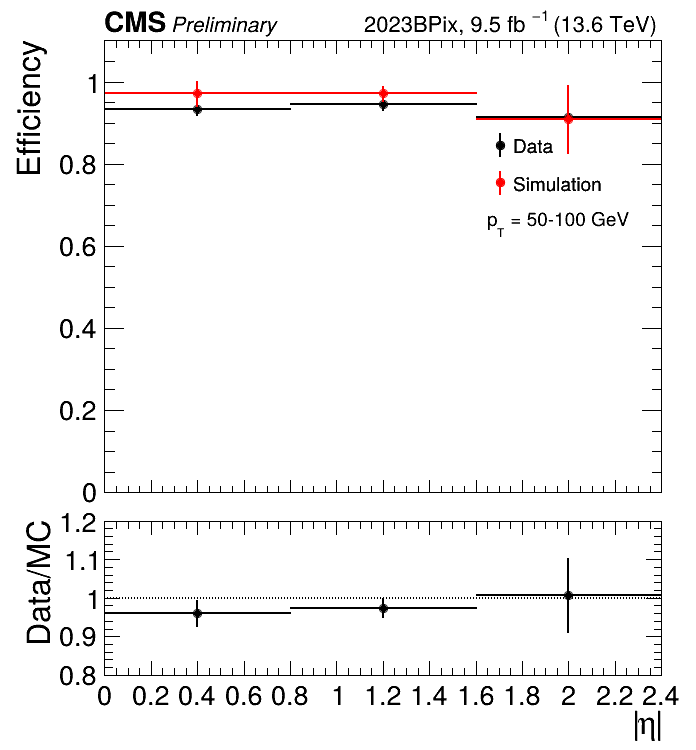 CMS Preliminary 2023BPix, 9.5 fb ⁻¹ (13.6 TeV)
Efficiency
1
0.8
0.6
0.4
0.2
0
Data
Simulation
p_T = 50-100 GeV
Data/MC
1.2
1.1
1
0.9
0.8
0 0.2 0.4 0.6 0.8 1 1.2 1.4 1.6 1.8 2 2.2 2.4
|η|